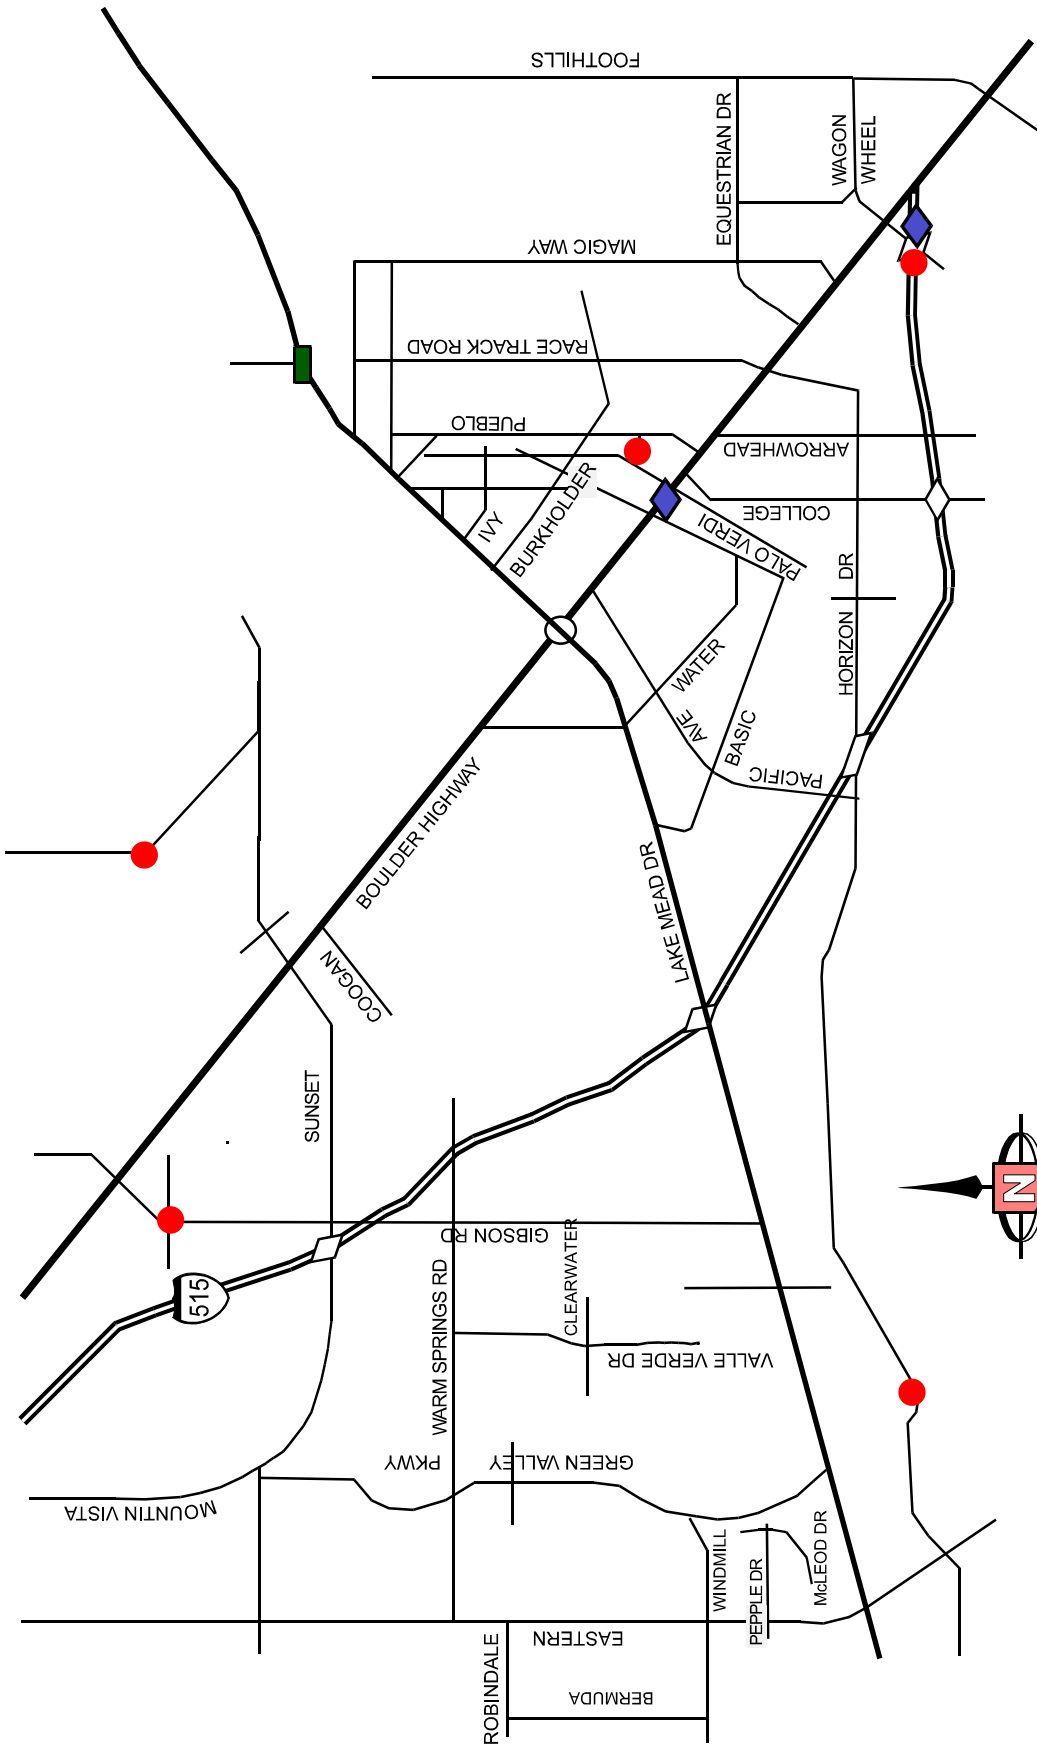 FOOTHILLS
EQUESTRIAN DR
WAGON
WHEEL
MAGIC WAY
RACE TRACK ROAD
PUEBLO
ARROWHEAD
BURKHOLDER
IVY
COLLEGE
PALO VERDI
HORIZON DR
WATER
AVE
BASIC
PACIFIC
BOULDER HIGHWAY
LAKE MEAD DR
COOGAN
SUNSET
N
GIBSON RD
515
CLEARWATER
WARM SPRINGS RD
VALLE VERDE DR
GREEN VALLEY
PKWY
MOUNTIN VISTA
WINDMILL
PEPPLE DR
McLEOD DR
EASTERN
ROBINDALE
BERMUDA